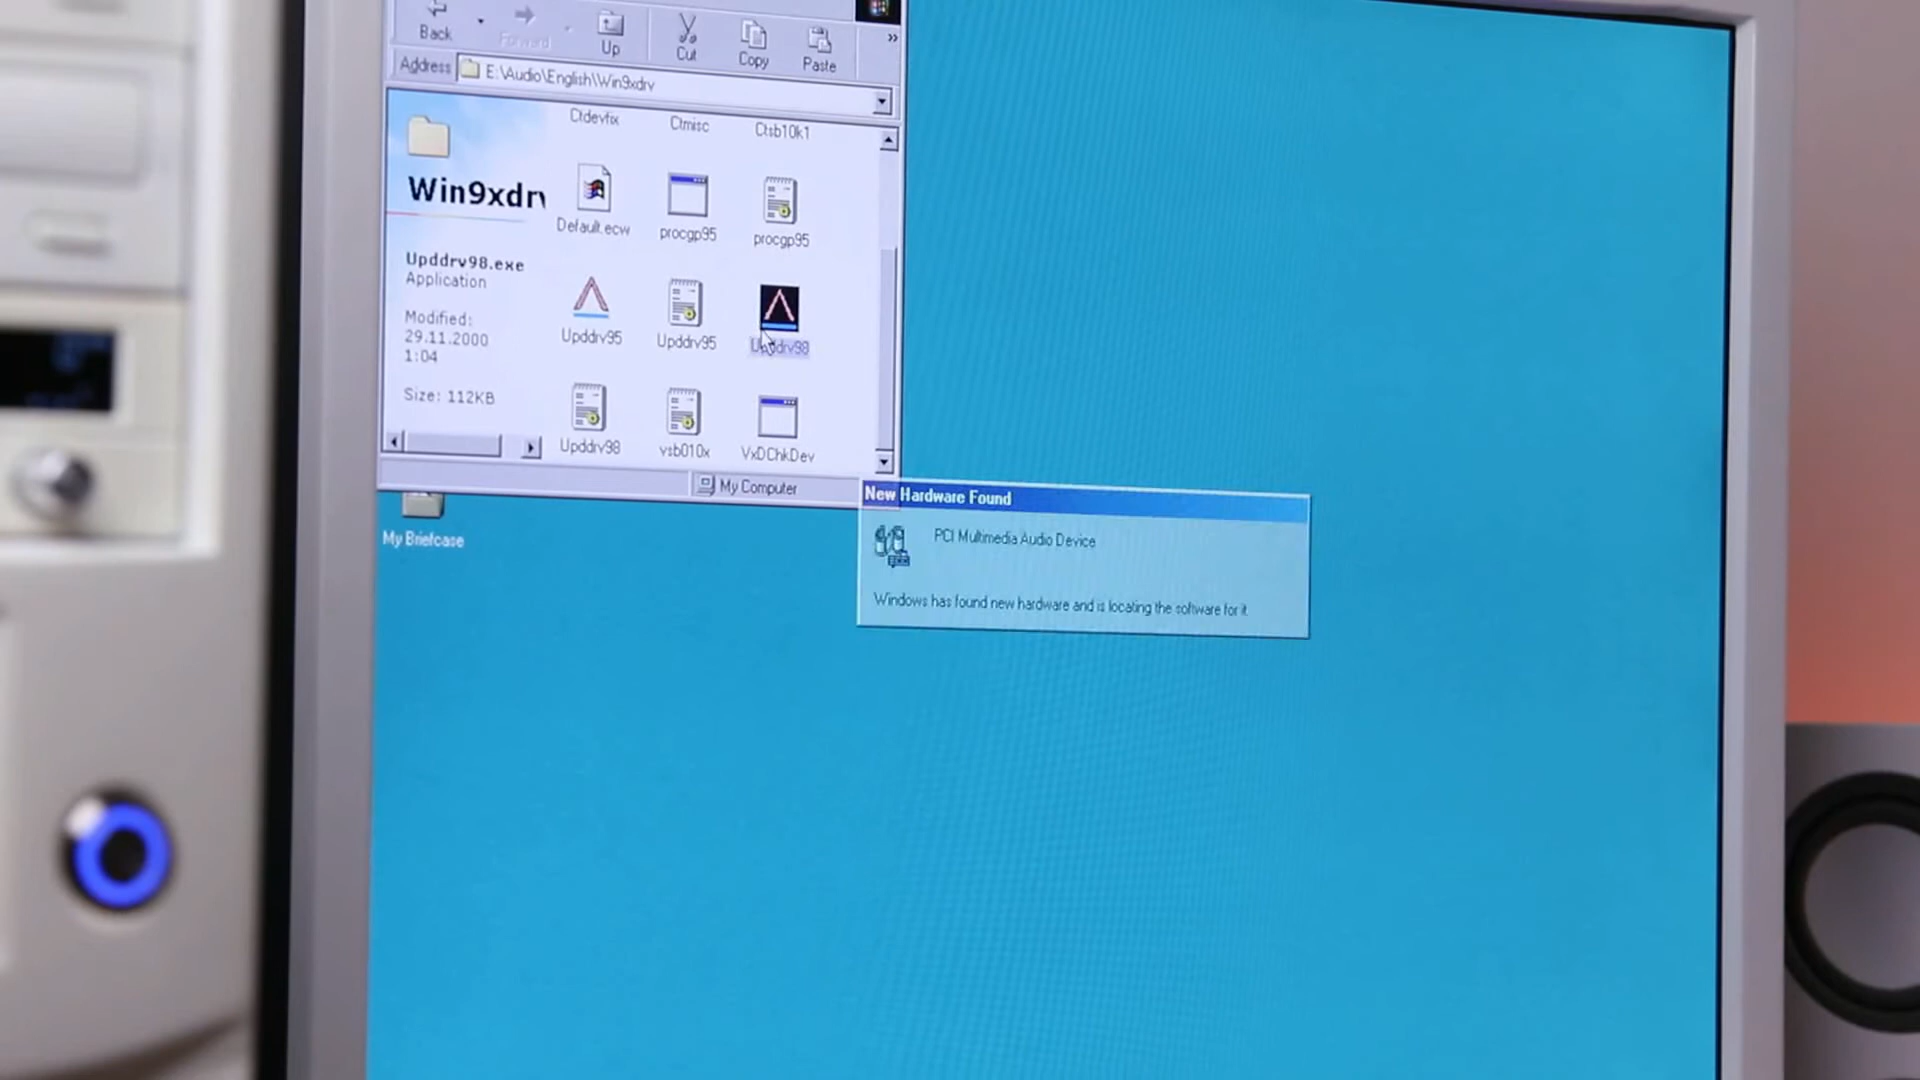 Back
Forward
Up
Cut
Copy
Paste
»
Address
E:\Audio\English\Win9xdrv
Ctdevfix
Ctmisc
Ctsb10k1
Win9xdrv
Default.ecw
procgp95
procgp95
Upddrv98.exe
Application
Modified:
29.11.2000
1:04
Size: 112KB
Upddrv95
Upddrv95
Upddrv98
Upddrv98
vsb010x
VxDChkDev
My Computer
My Briefcase
New Hardware Found
PCI Multimedia Audio Device
Windows has found new hardware and is locating the software for it